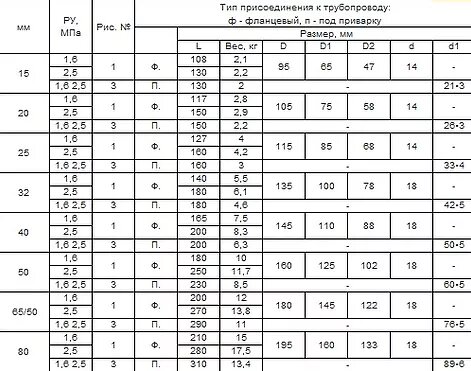 Тип присоединения к трубопроводу:
мм РУ, МПа Рис. № ф - фланцевый, п - под приварку
Размер, мм
L Вес, кг D D1 D2 d d1
15 1,6 1 Ф. 108 2,1 95 65 47 14 -
2,5 130 2,2
1,6 2,5 3 П. 130 2 - 21*3
20 1,6 1 Ф. 117 2,8 105 75 58 14 -
2,5 150 2,9
1,6 2,5 3 П. 150 2,2 - 26*3
25 1,6 1 Ф. 127 4 115 85 68 14 -
2,5 160 4,2
1,6 2,5 3 П. 160 3 - 33*4
32 1,6 1 Ф. 140 5,5 135 100 78 18 -
2,5 180 6,1
1,6 2,5 3 П. 180 4,6 - 42*5
40 1,6 1 Ф. 165 7,5 145 110 88 18 -
2,5 200 8,3
1,6 2,5 3 П. 200 6,3 - 50*5
50 1,6 1 Ф. 180 10 160 125 102 18 -
2,5 250 11,7
1,6 2,5 3 П. 230 8,5 - 60*5
65/50 1,6 1 Ф. 200 12 180 145 122 18 -
2,5 270 13,8
1,6 2,5 3 П. 290 11 - 76*5
80 1,6 1 Ф. 210 15 195 160 133 18 -
2,5 280 17,5
1,6 2,5 3 П. 310 13,4 - 89*6